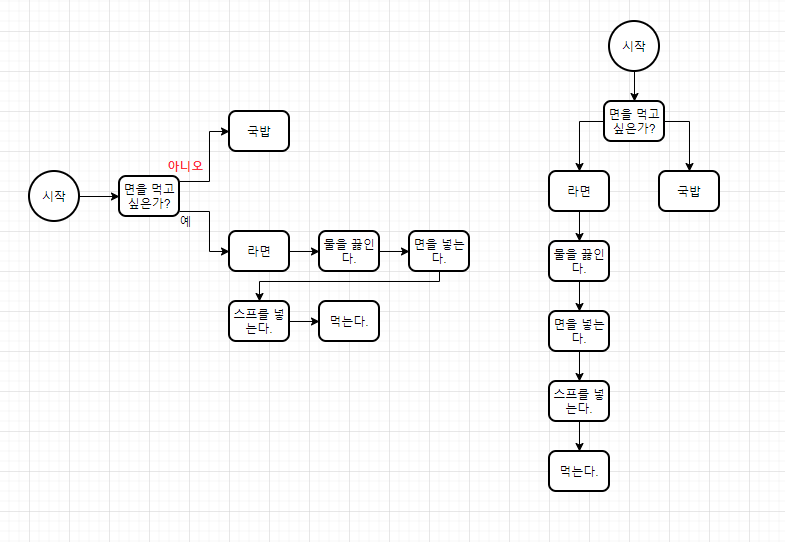 시작
면을 먹고
싶은가?
아니오
예
국밥
라면
물을 끓인
다.
면을 넣는
다.
스프를 넣
는다.
먹는다.
시작
면을 먹고
싶은가?
라면
국밥
물을 끓인
다.
면을 넣는
다.
스프를 넣
는다.
먹는다.